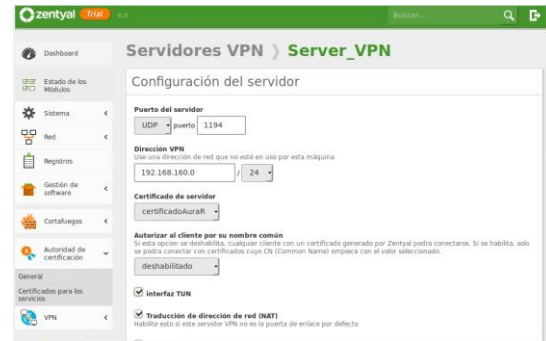 zentyal Trial 6.0
Buscar...
Dashboard
Estado de los
Módulos
Sistema
Red
Registros
Gestión de
software
Cortafuegos
Autoridad de
certificación
General
Certificados para los
servicios
VPN
Servidores VPN Server_VPN
Configuración del servidor
Puerto del servidor
UDP puerto 1194
Dirección VPN
Use una dirección de red que no esté en uso por esta máquina
192.168.160.0 / 24
Certificado de servidor
certificadoAuraR
Autorizar al cliente por su nombre común
Si esta opcion se deshabilita, cualquier cliente con un certificado generado por Zentyal podra conectarse. Si se habilita, solo
se podra conectar con certificados cuyo CN (Common Name) empiece con el valor seleccionado.
deshabilitado
interfaz TUN
Traducción de dirección de red (NAT)
Habilite esto si este servidor VPN no es la puerta de enlace por defecto